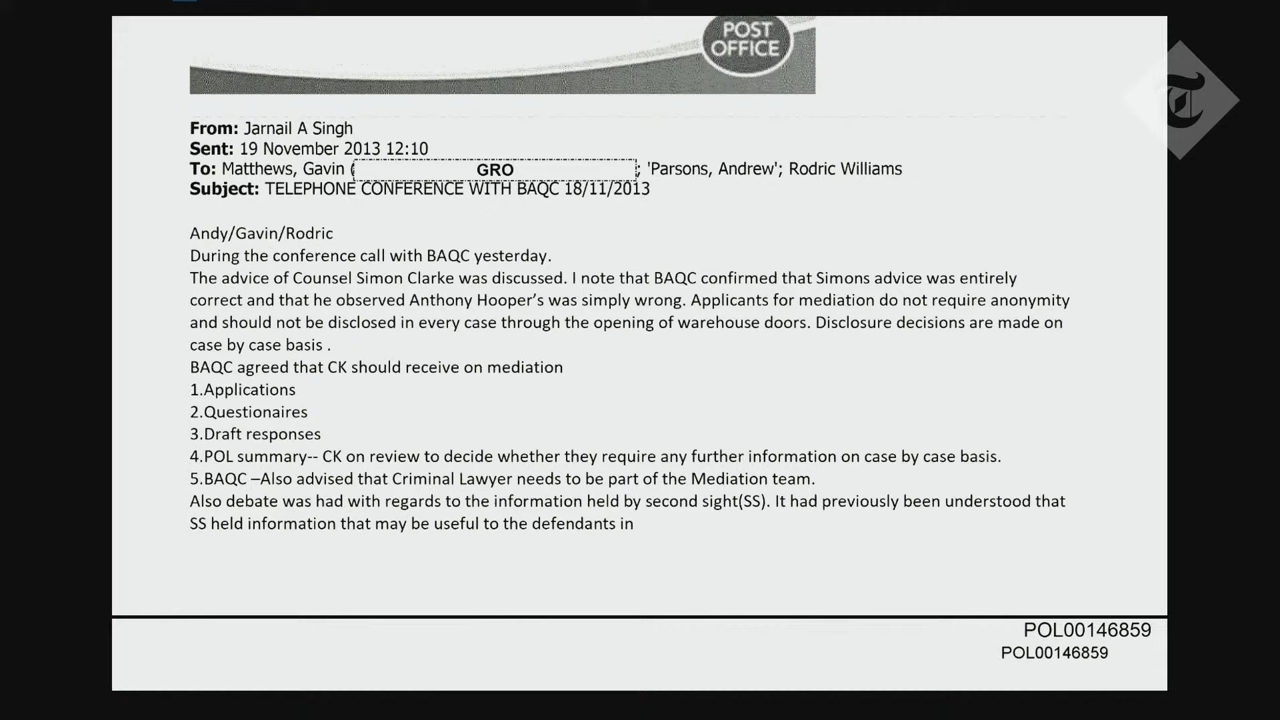 POST
OFFICE
From: Jarnail A Singh
Sent: 19 November 2013 12:10
To: Matthews, Gavin ( GRO ; 'Parsons, Andrew'; Rodric Williams
Subject: TELEPHONE CONFERENCE WITH BAQC 18/11/2013
Andy/Gavin/Rodric
During the conference call with BAQC yesterday.
The advice of Counsel Simon Clarke was discussed. I note that BAQC confirmed that Simons advice was entirely
correct and that he observed Anthony Hooper's was simply wrong. Applicants for mediation do not require anonymity
and should not be disclosed in every case through the opening of warehouse doors. Disclosure decisions are made on
case by case basis .
BAQC agreed that CK should receive on mediation
1.Applications
2.Questionaires
3.Draft responses
4.POL summary-- CK on review to decide whether they require any further information on case by case basis.
5.BAQC –Also advised that Criminal Lawyer needs to be part of the Mediation team.
Also debate was had with regards to the information held by second sight(SS). It had previously been understood that
SS held information that may be useful to the defendants in
POL00146859
POL00146859
T